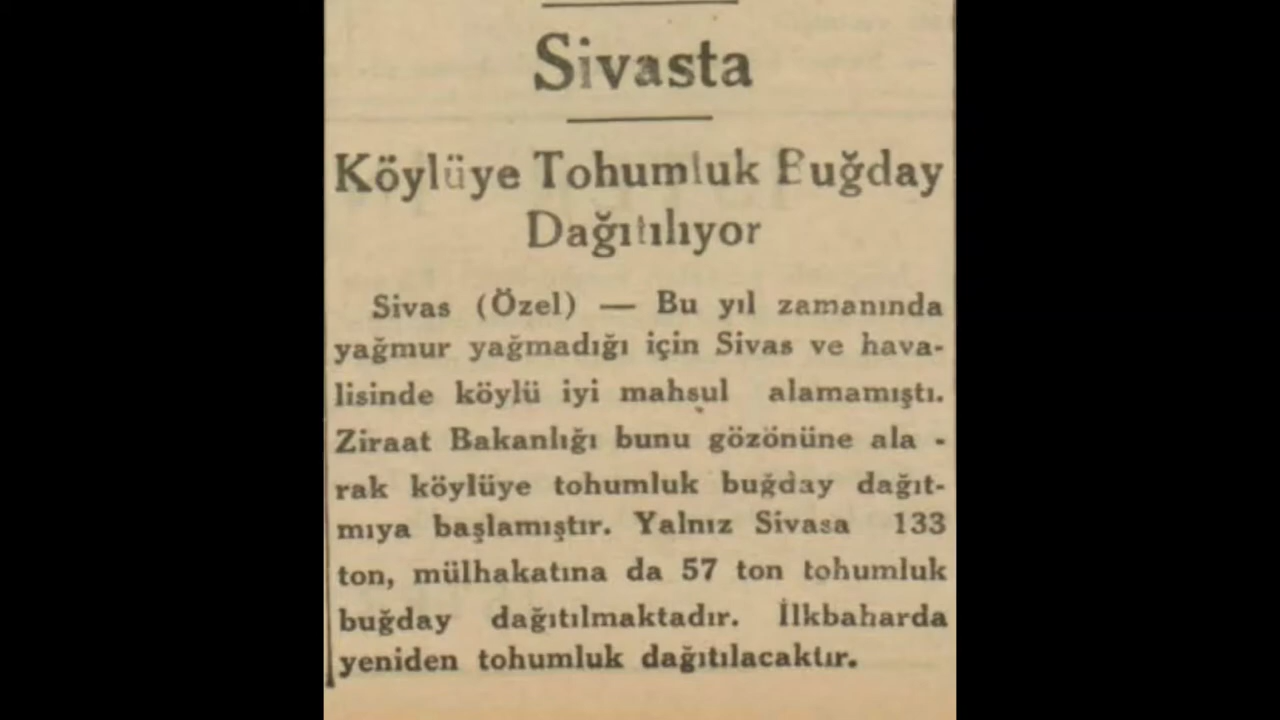 Sivasta
Köylüye Tohumluk Buğday
Dağıtılıyor
Sivas (Özel) — Bu yıl zamanında
yağmur yağmadığı için Sivas ve hava-
lisinde köylü iyi mahsul alamamıştı.
Ziraat Bakanlığı bunu gözönüne ala -
rak köylüye tohumluk buğday dağıt-
mıya başlamıştır. Yalnız Sivasa 133
ton, mülhakatına da 57 ton tohumluk
buğday dağıtılmaktadır. İlkbaharda
yeniden tohumluk dağıtılacaktır.